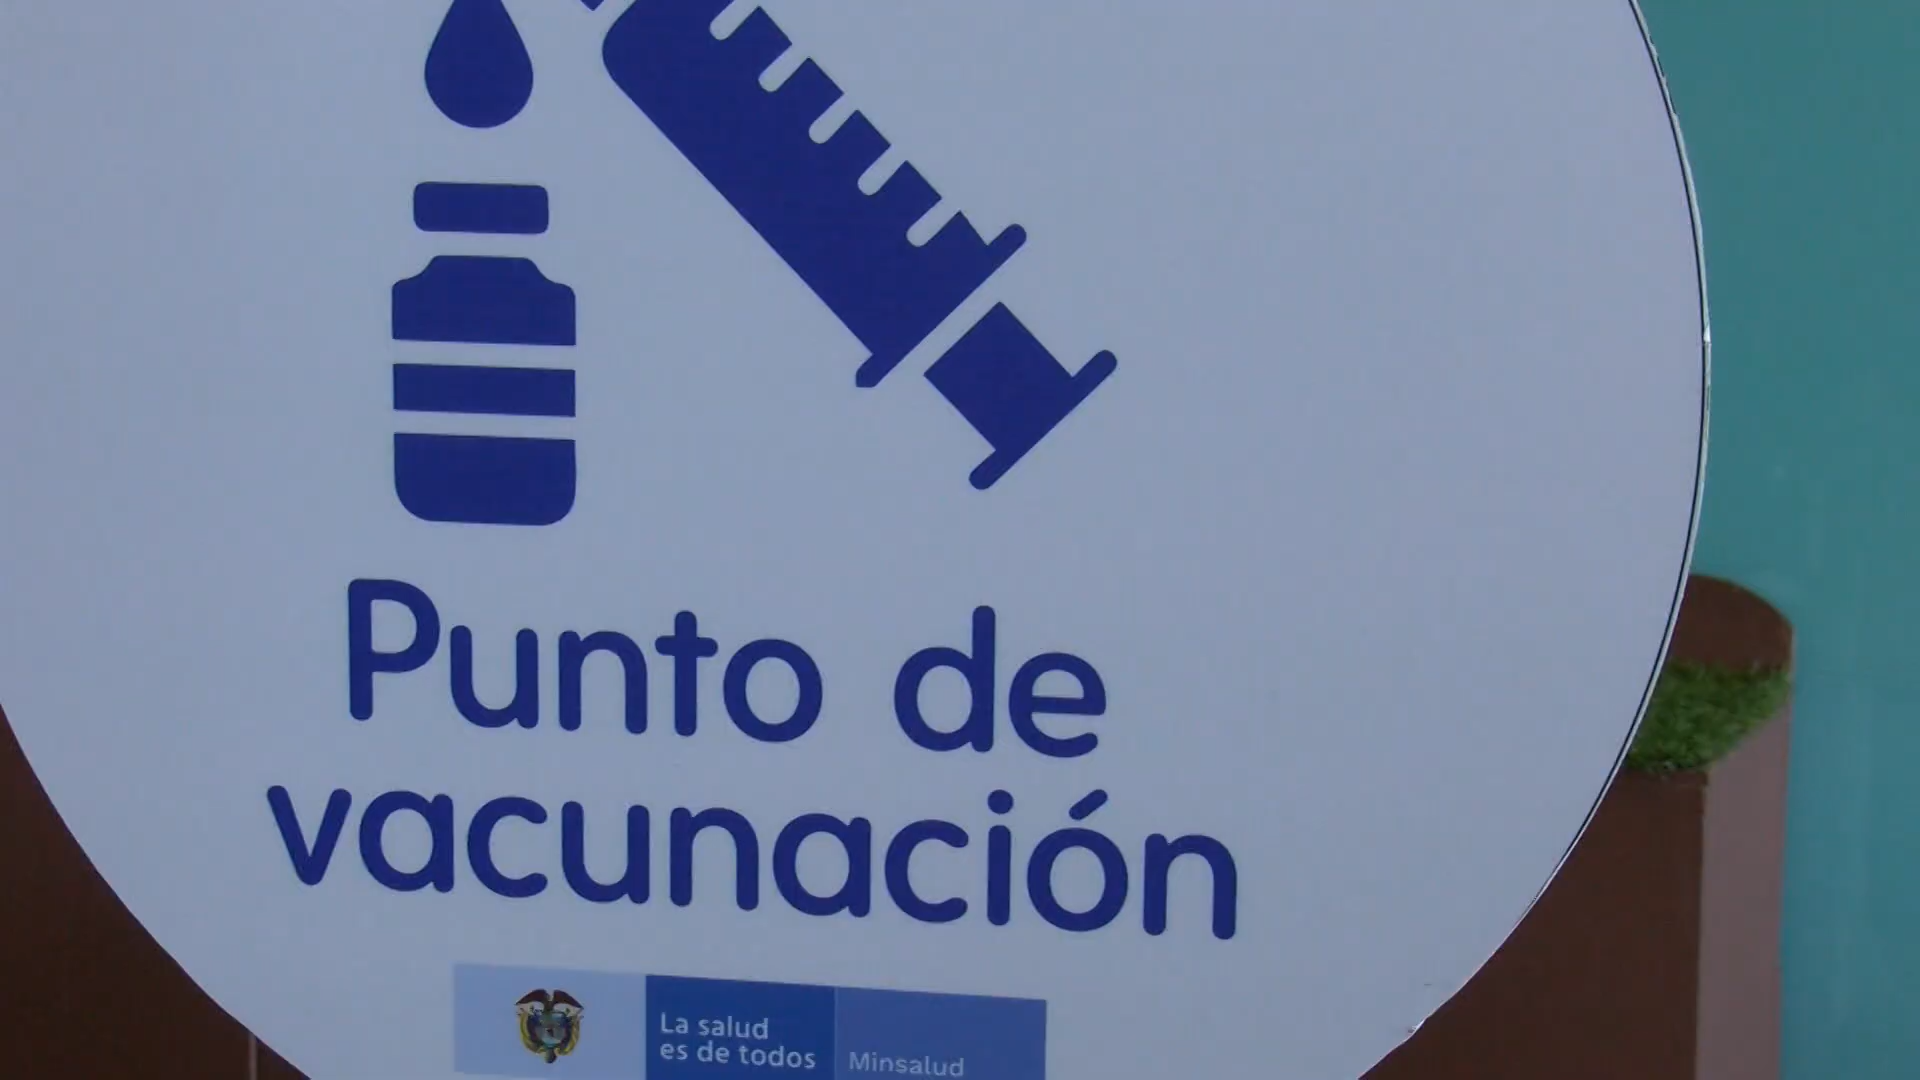 Punto de
vacunación
La salud
es de todos
Minsalud